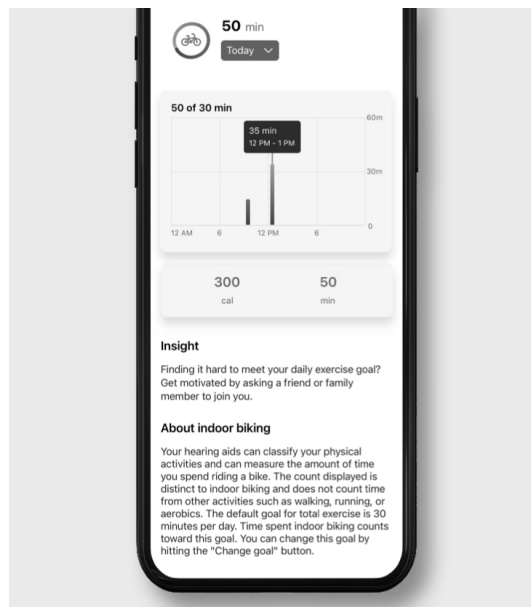 50 min
Today
50 of 30 min
60m
35 min
12 PM - 1 PM
30m
0
12 AM 6 12 PM 6
300 50
cal min
Insight
Finding it hard to meet your daily exercise goal?
Get motivated by asking a friend or family
member to join you.
About indoor biking
Your hearing aids can classify your physical
activities and can measure the amount of time
you spend riding a bike. The count displayed is
distinct to indoor biking and does not count time
from other activities such as walking, running, or
aerobics. The default goal for total exercise is 30
minutes per day. Time spent indoor biking counts
toward this goal. You can change this goal by
hitting the "Change goal" button.